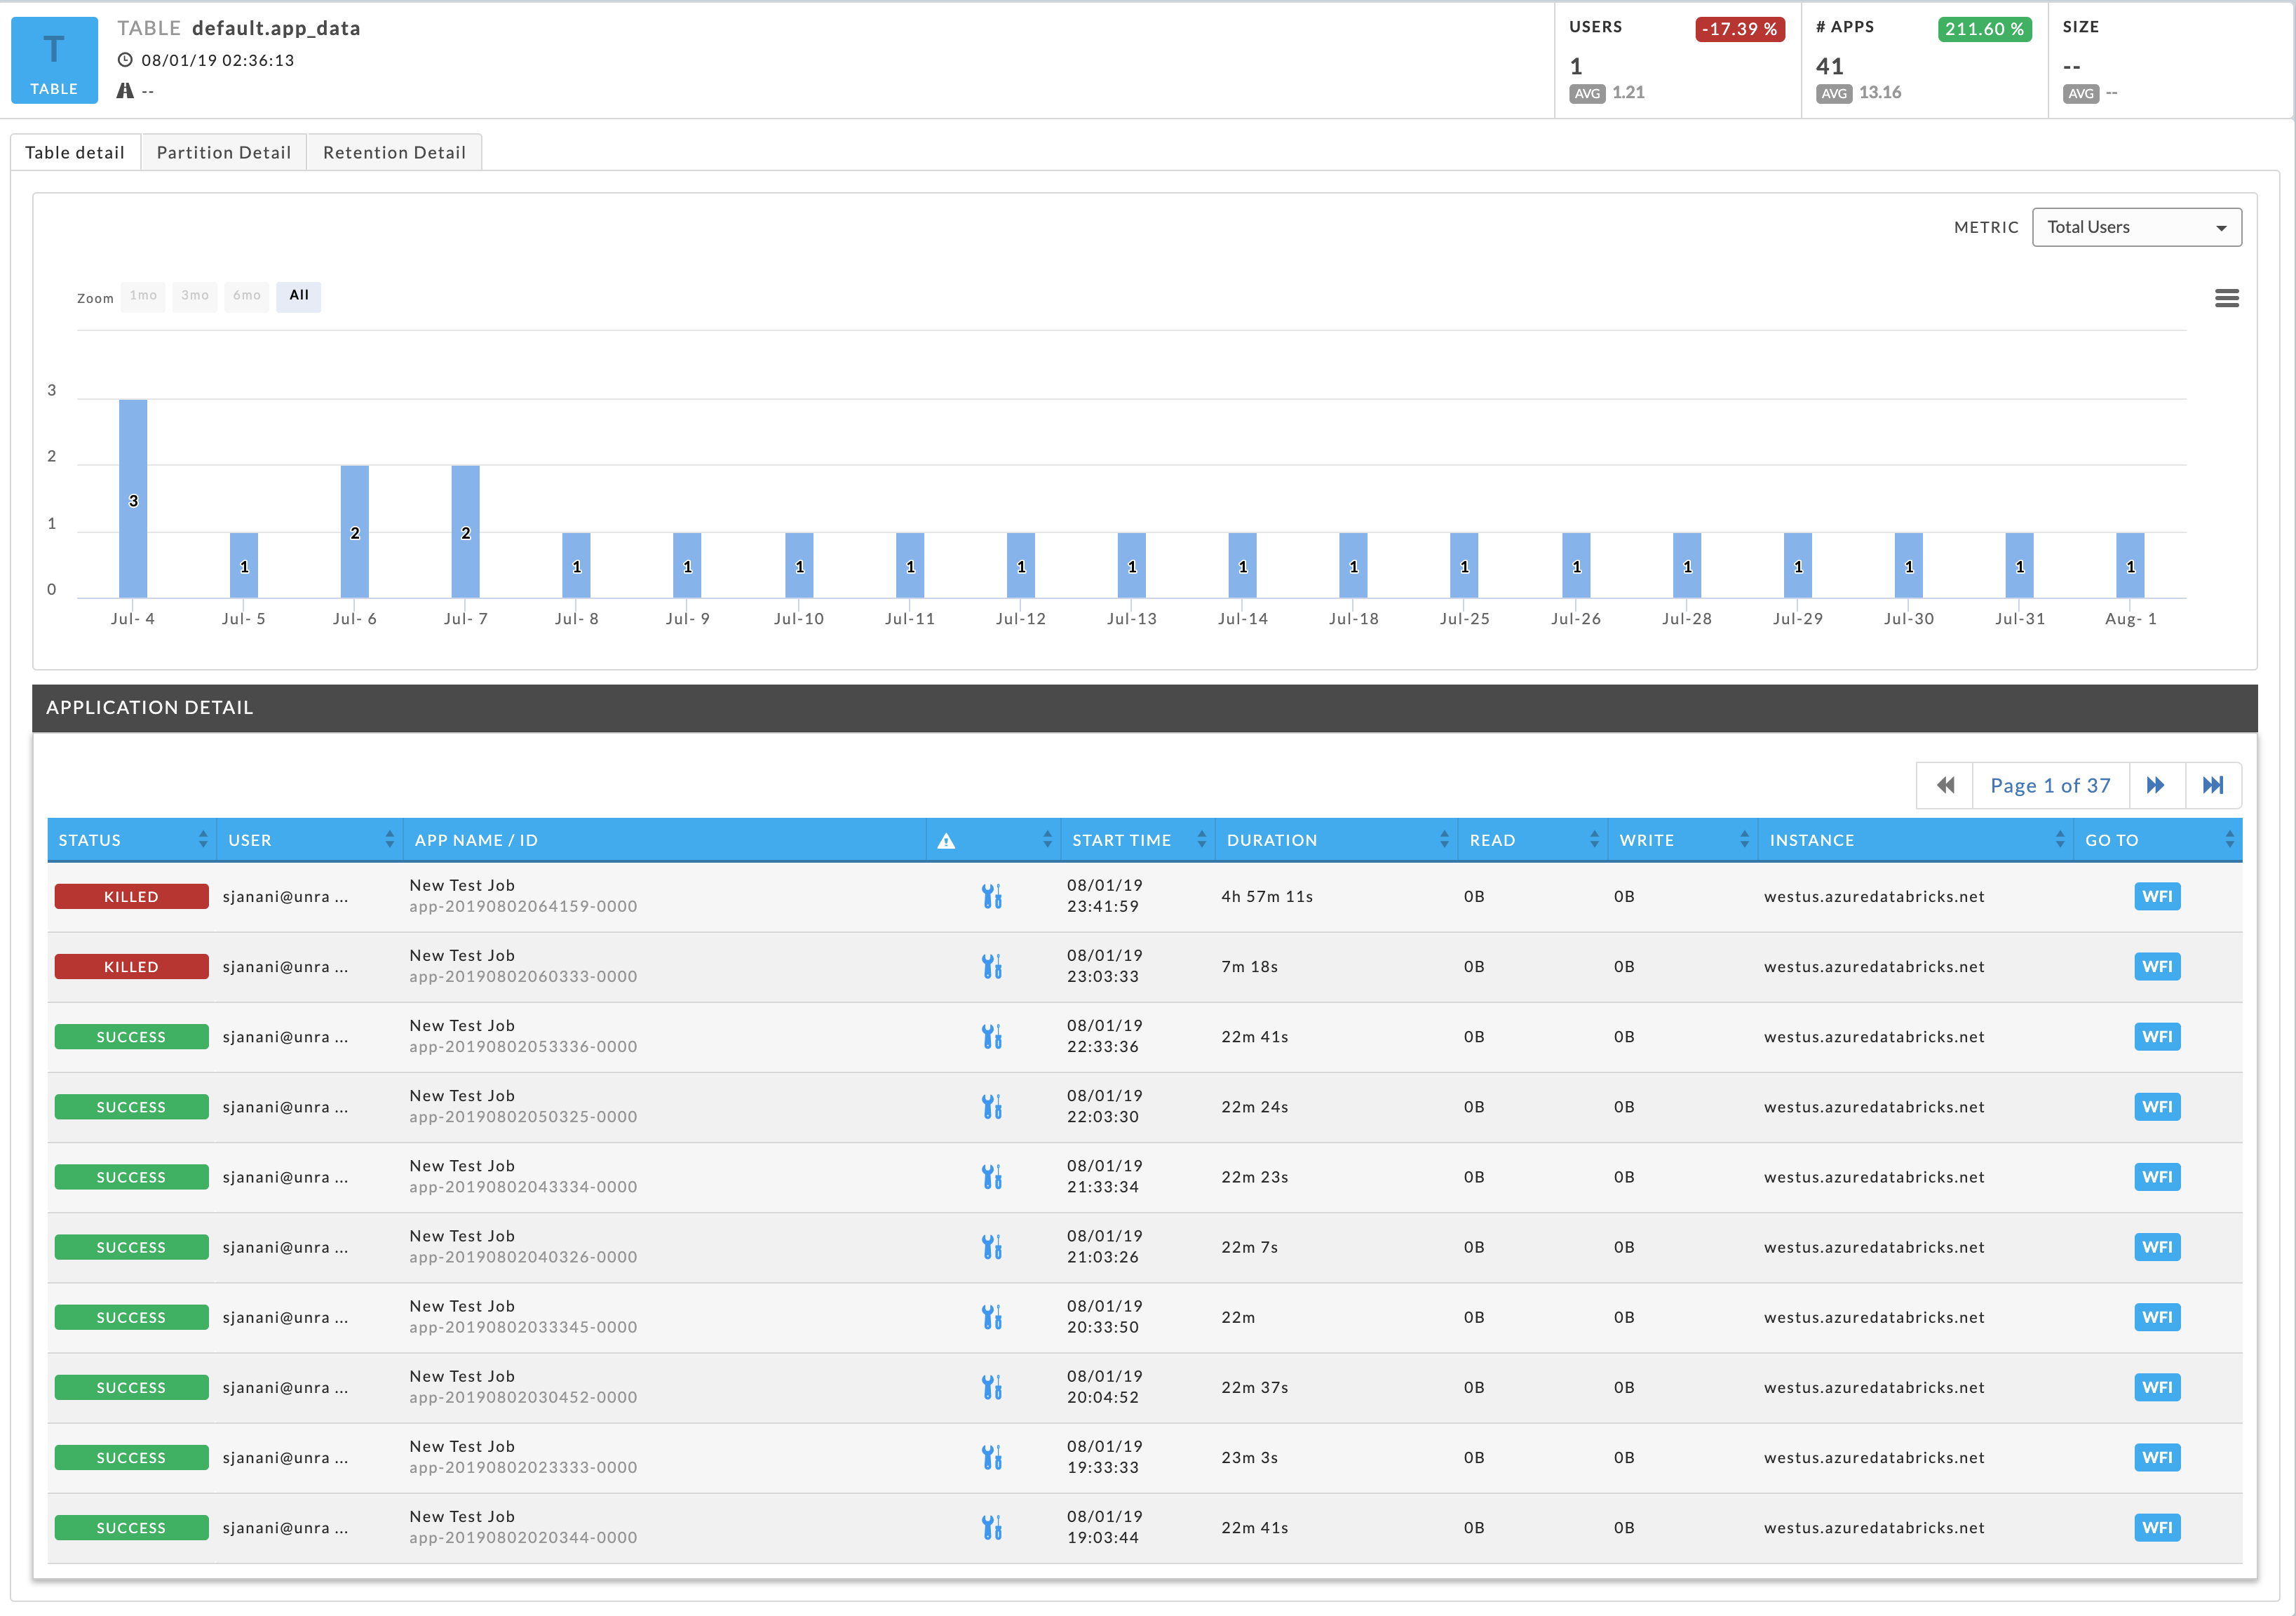 T
TABLE
TABLE default.app_data
08/01/19 02:36:13
--
USERS -17.39 %
1
AVG 1.21
# APPS 211.60 %
41
AVG 13.16
SIZE
--
AVG --
Table detail Partition Detail Retention Detail
METRIC Total Users
Zoom 1mo 3mo 6mo All
3
2
1
0
3 1 2 2 1 1 1 1 1 1 1 1 1 1 1 1 1 1 1
Jul- 4 Jul- 5 Jul- 6 Jul- 7 Jul- 8 Jul- 9 Jul-10 Jul-11 Jul-12 Jul-13 Jul-14 Jul-18 Jul-25 Jul-26 Jul-28 Jul-29 Jul-30 Jul-31 Aug- 1
APPLICATION DETAIL
Page 1 of 37
STATUS USER APP NAME / ID START TIME DURATION READ WRITE INSTANCE GO TO
KILLED sjanani@unra ... New Test Job app-20190802064159-0000 08/01/19 23:41:59 4h 57m 11s 0B 0B westus.azuredatabricks.net WFI
KILLED sjanani@unra ... New Test Job app-20190802060333-0000 08/01/19 23:03:33 7m 18s 0B 0B westus.azuredatabricks.net WFI
SUCCESS sjanani@unra ... New Test Job app-20190802053336-0000 08/01/19 22:33:36 22m 41s 0B 0B westus.azuredatabricks.net WFI
SUCCESS sjanani@unra ... New Test Job app-20190802050325-0000 08/01/19 22:03:30 22m 24s 0B 0B westus.azuredatabricks.net WFI
SUCCESS sjanani@unra ... New Test Job app-20190802043334-0000 08/01/19 21:33:34 22m 23s 0B 0B westus.azuredatabricks.net WFI
SUCCESS sjanani@unra ... New Test Job app-20190802040326-0000 08/01/19 21:03:26 22m 7s 0B 0B westus.azuredatabricks.net WFI
SUCCESS sjanani@unra ... New Test Job app-20190802033345-0000 08/01/19 20:33:50 22m 0B 0B westus.azuredatabricks.net WFI
SUCCESS sjanani@unra ... New Test Job app-20190802030452-0000 08/01/19 20:04:52 22m 37s 0B 0B westus.azuredatabricks.net WFI
SUCCESS sjanani@unra ... New Test Job app-20190802023333-0000 08/01/19 19:33:33 23m 3s 0B 0B westus.azuredatabricks.net WFI
SUCCESS sjanani@unra ... New Test Job app-20190802020344-0000 08/01/19 19:03:44 22m 41s 0B 0B westus.azuredatabricks.net WFI